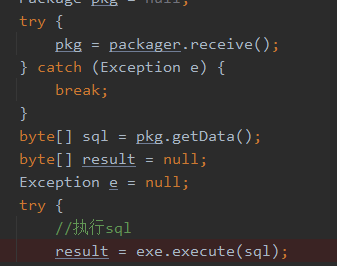 Package pkg = null;
try {
pkg = packager.receive();
} catch (Exception e) {
break;
}
byte[] sql = pkg.getData();
byte[] result = null;
Exception e = null;
try {
//执行sql
result = exe.execute(sql);